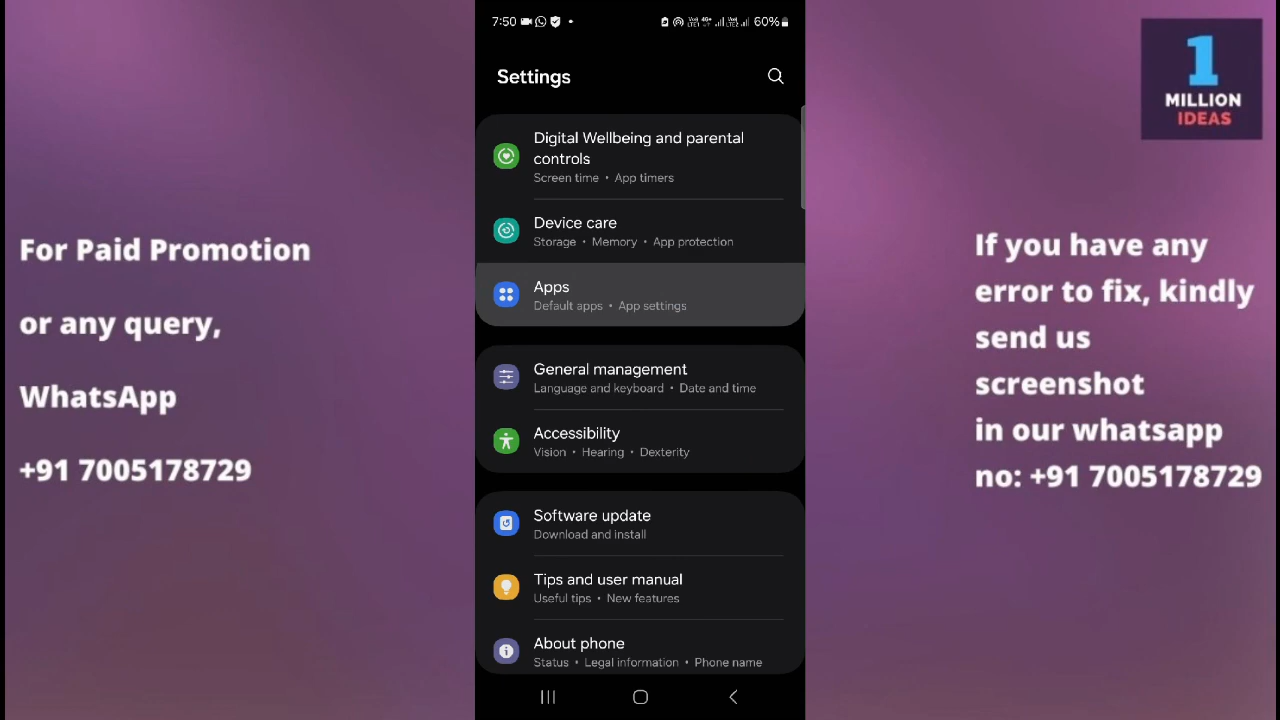 For Paid Promotion
or any query,
WhatsApp
+91 7005178729
7:50
60%
Settings
Digital Wellbeing and parental
controls
Screen time • App timers
Device care
Storage • Memory • App protection
Apps
Default apps • App settings
General management
Language and keyboard • Date and time
Accessibility
Vision • Hearing • Dexterity
Software update
Download and install
Tips and user manual
Useful tips • New features
About phone
Status • Legal information • Phone name
1
MILLION
IDEAS
If you have any
error to fix, kindly
send us
screenshot
in our whatsapp
no: +91 7005178729